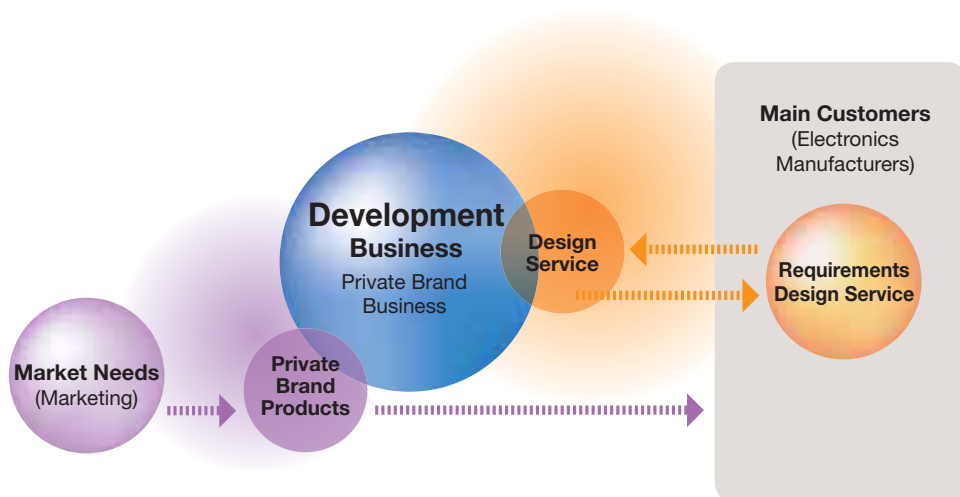 Main Customers
(Electronics
Manufacturers)
Development
Business
Private Brand
Business
Design
Service
Requirements
Design Service
Market Needs
(Marketing)
Private
Brand
Products